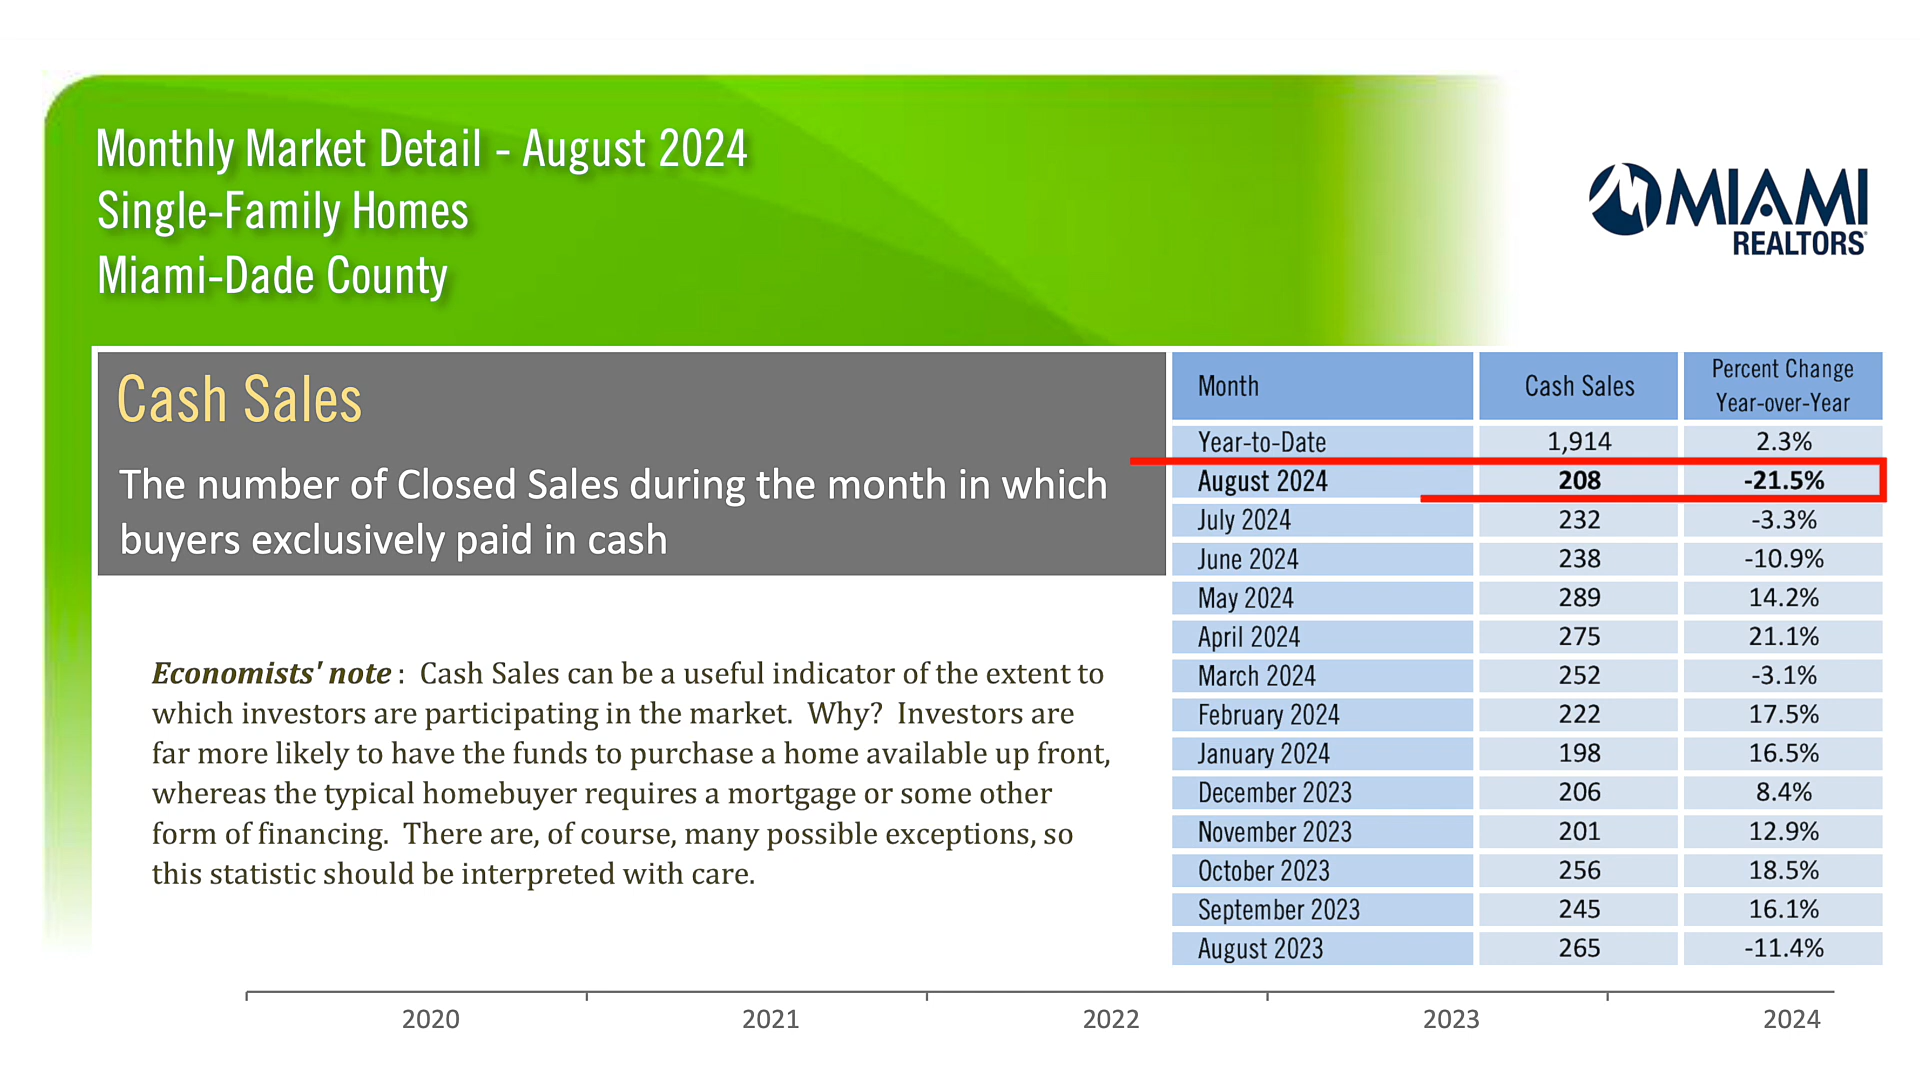 Monthly Market Detail - August 2024
Single-Family Homes
Miami-Dade County
MIAMI
REALTORS
Cash Sales
The number of Closed Sales during the month in which
buyers exclusively paid in cash
Economists' note : Cash Sales can be a useful indicator of the extent to
which investors are participating in the market. Why? Investors are
far more likely to have the funds to purchase a home available up front,
whereas the typical homebuyer requires a mortgage or some other
form of financing. There are, of course, many possible exceptions, so
this statistic should be interpreted with care.
Month Cash Sales Percent Change Year-over-Year
Year-to-Date 1,914 2.3%
August 2024 208 -21.5%
July 2024 232 -3.3%
June 2024 238 -10.9%
May 2024 289 14.2%
April 2024 275 21.1%
March 2024 252 -3.1%
February 2024 222 17.5%
January 2024 198 16.5%
December 2023 206 8.4%
November 2023 201 12.9%
October 2023 256 18.5%
September 2023 245 16.1%
August 2023 265 -11.4%
2020 2021 2022 2023 2024